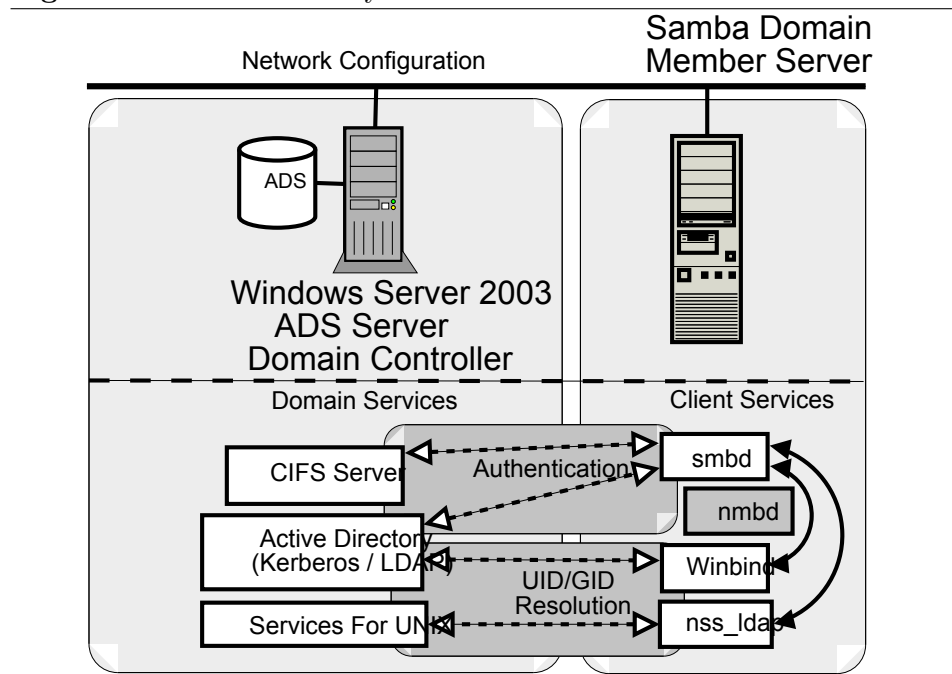 Samba Domain
Member Server
Network Configuration
ADS
Windows Server 2003
ADS Server
Domain Controller
Domain Services
Client Services
CIFS Server
Authentication
smbd
nmbd
Active Directory
(Kerberos / LDAP)
UID/GID
Resolution
Winbind
Services For UNIX
nss_ldap